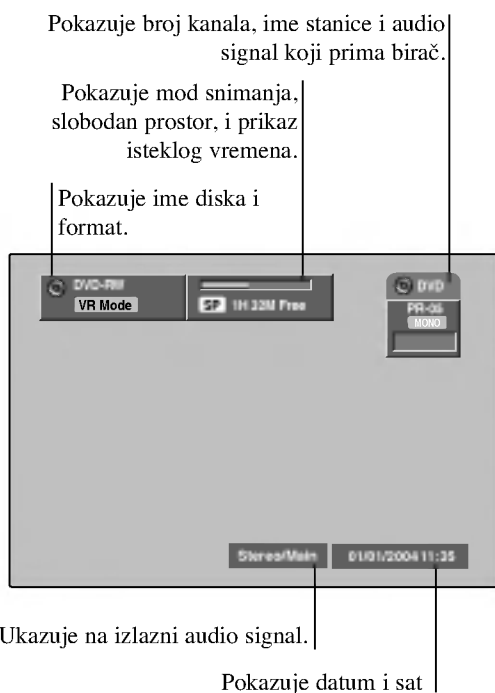 Pokazuje broj kanala, ime stanice i audio
signal koji prima birač.
Pokazuje mod snimanja,
slobodan prostor, i prikaz
isteklog vremena.
Pokazuje ime diska i
format.
DVD-RW
VR Mode
SP 1H 32M Free
DVD
PR-05
MONO
Stereo/Main
01/01/2004 11:35
Ukazuje na izlazni audio signal.
Pokazuje datum i sat